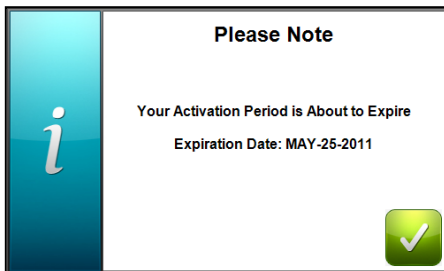 Please Note
Your Activation Period is About to Expire
Expiration Date: MAY-25-2011